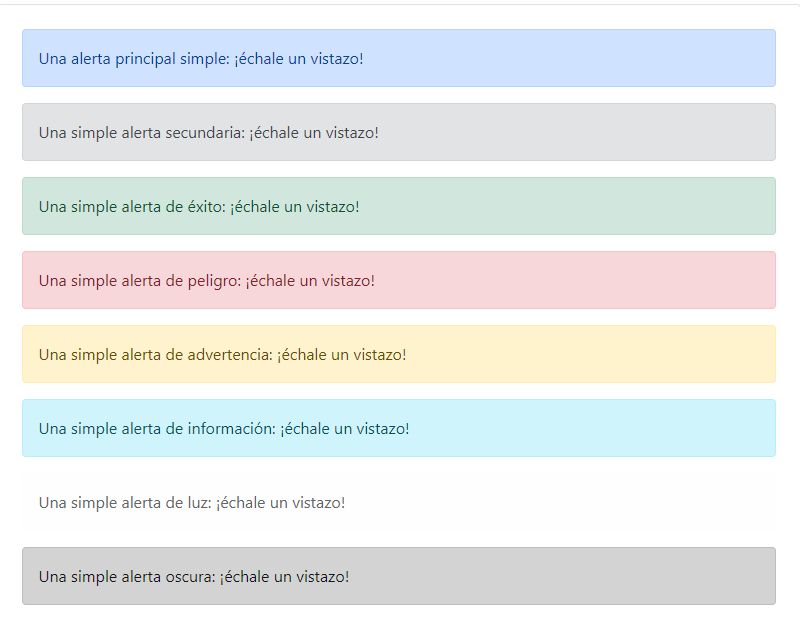 Una alerta principal simple: ¡échale un vistazo!
Una simple alerta secundaria: ¡échale un vistazo!
Una simple alerta de éxito: ¡échale un vistazo!
Una simple alerta de peligro: ¡échale un vistazo!
Una simple alerta de advertencia: ¡échale un vistazo!
Una simple alerta de información: ¡échale un vistazo!
Una simple alerta de luz: ¡échale un vistazo!
Una simple alerta oscura: ¡échale un vistazo!